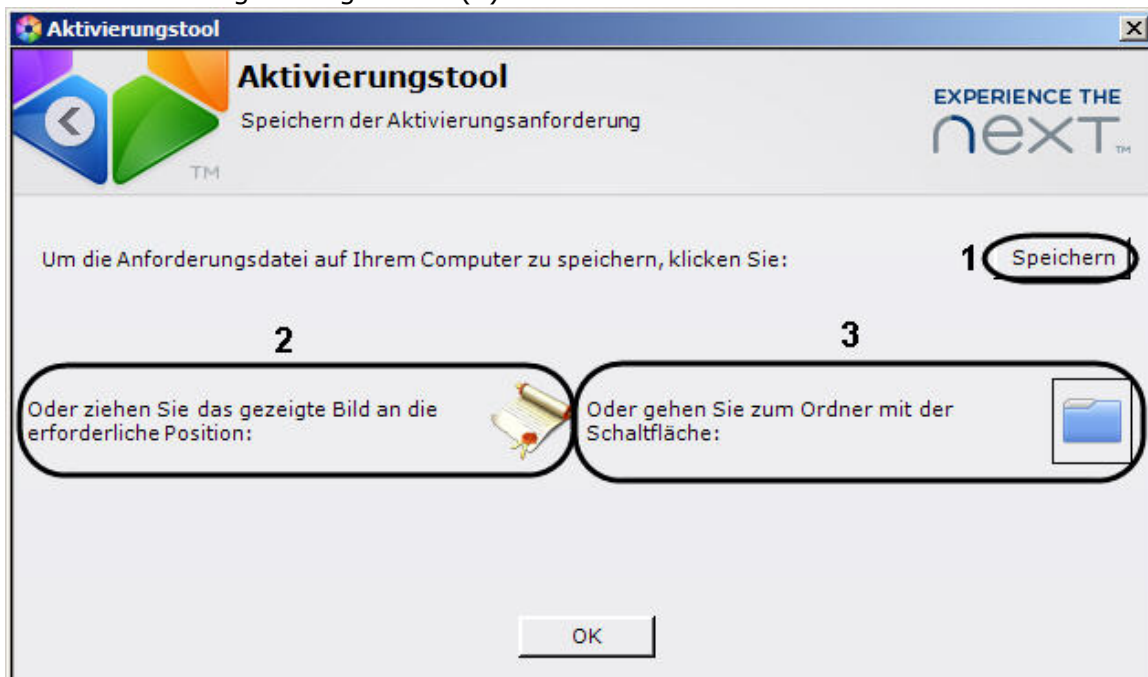 Aktivierungstool
Aktivierungstool
Speichern der Aktivierungsanforderung
EXPERIENCE THE
next™
TM
Um die Anforderungsdatei auf Ihrem Computer zu speichern, klicken Sie:
1
Speichern
2
3
Oder ziehen Sie das gezeigte Bild an die
erforderliche Position:
Oder gehen Sie zum Ordner mit der
Schaltfläche:
OK